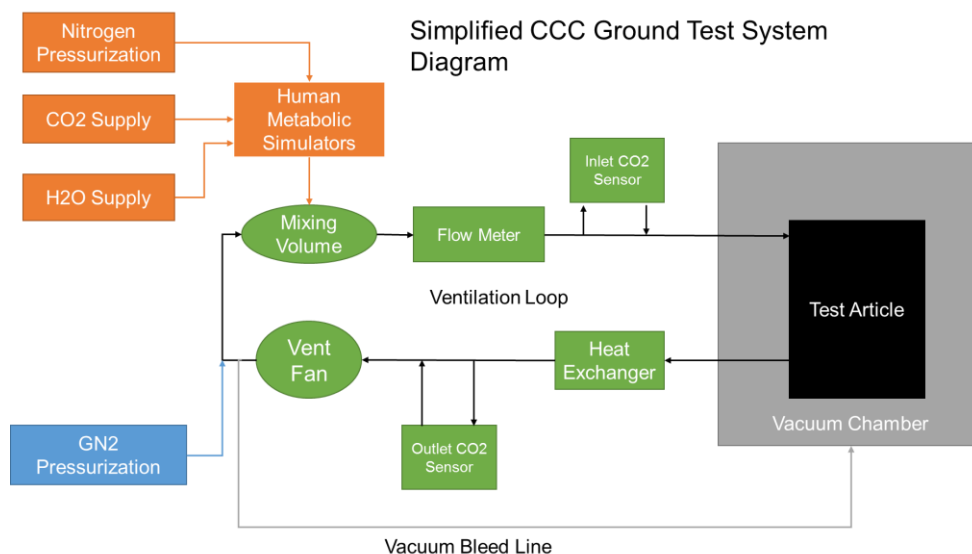 Simplified CCC Ground Test System
Diagram
Nitrogen
Pressurization
CO2 Supply
H2O Supply
Human
Metabolic
Simulators
Inlet CO2
Sensor
Mixing
Volume
Flow Meter
Ventilation Loop
Test Article
Vent
Fan
Heat
Exchanger
Vacuum Chamber
GN2
Pressurization
Outlet CO2
Sensor
Vacuum Bleed Line